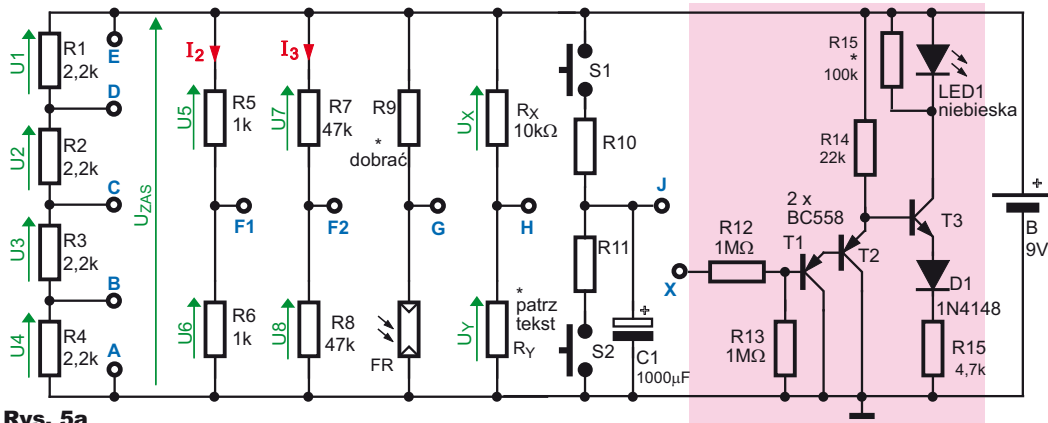 U1
R1
2,2k
E
D
U2
R2
2,2k
C
U3
R3
2,2k
B
U4
R4
2,2k
A
UZAS
I2
U5
R5
1k
F1
U6
R6
1k
I3
U7
R7
47k
F2
U8
R8
47k
R9
*
dobrać
G
FR
UX
RX
10kΩ
H
UY
*
patrz
tekst
RY
S1
R10
J
R11
S2
+
C1
1000µF
X
R12
1MΩ
R13
1MΩ
2 x
BC558
T1
T2
R14
22k
R15
*
100k
LED1
niebieska
T3
D1
1N4148
R15
4,7k
+
B
9V
Rys. 5a